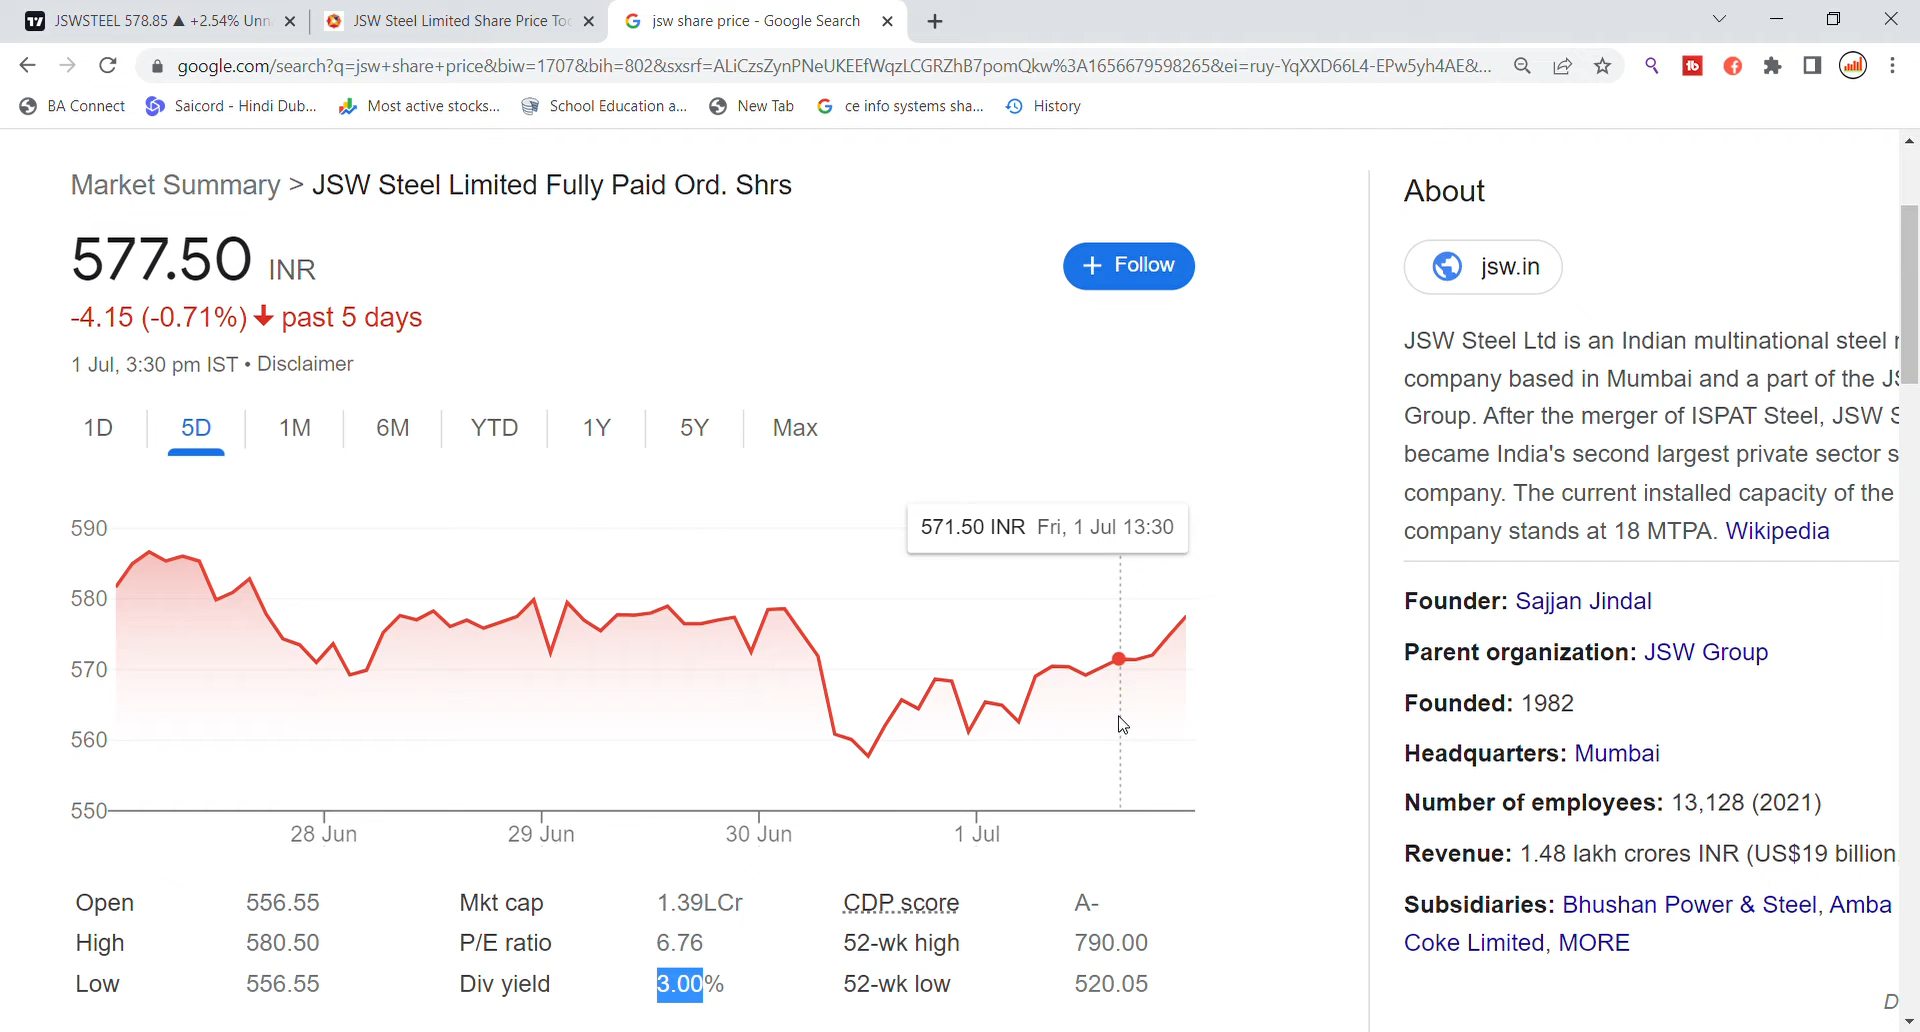 JSWSTEEL 578.85 ▲ +2.54% Unn
JSW Steel Limited Share Price Too
jsw share price - Google Search
google.com/search?q=jsw+share+price&biw=1707&bih=802&sxsrf=ALiCzsZynPNeUKEEfWqzLCGRZhB7pomQkw%3A1656679598265&ei=ruy-YqXXD66L4-EPw5yh4AE&...
BA Connect
Saicord - Hindi Dub...
Most active stocks...
School Education a...
New Tab
ce info systems sha...
History
Market Summary > JSW Steel Limited Fully Paid Ord. Shrs
577.50 INR
+ Follow
-4.15 (-0.71%) ↓ past 5 days
1 Jul, 3:30 pm IST • Disclaimer
1D 5D 1M 6M YTD 1Y 5Y Max
571.50 INR Fri, 1 Jul 13:30
590
580
570
560
550
28 Jun 29 Jun 30 Jun 1 Jul
Open 556.55 Mkt cap 1.39LCr CDP score A-
High 580.50 P/E ratio 6.76 52-wk high 790.00
Low 556.55 Div yield 3.00% 52-wk low 520.05
About
jsw.in
JSW Steel Ltd is an Indian multinational steel
company based in Mumbai and a part of the JS
Group. After the merger of ISPAT Steel, JSW S
became India's second largest private sector s
company. The current installed capacity of the
company stands at 18 MTPA. Wikipedia
Founder: Sajjan Jindal
Parent organization: JSW Group
Founded: 1982
Headquarters: Mumbai
Number of employees: 13,128 (2021)
Revenue: 1.48 lakh crores INR (US$19 billion
Subsidiaries: Bhushan Power & Steel, Amba
Coke Limited, MORE
D